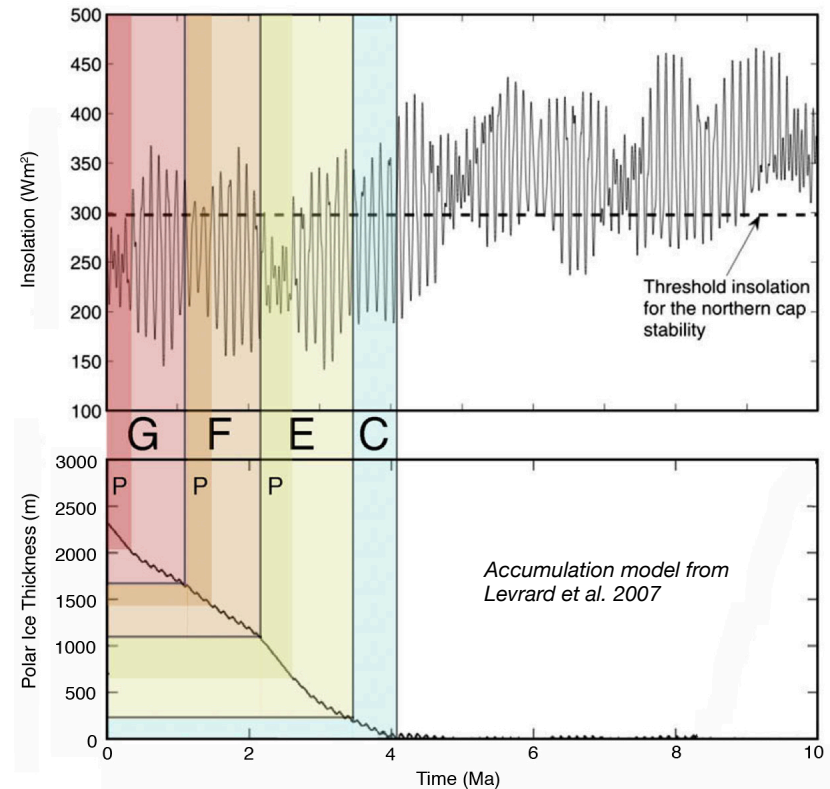 500
450
400
350
300
250
200
150
100
Insolation (Wm²)
Threshold insolation
for the northern cap
stability
G F E C
3000
2500
2000
1500
1000
500
0
Polar Ice Thickness (m)
P P P
Accumulation model from
Levrard et al. 2007
0 2 4 6 8 10
Time (Ma)